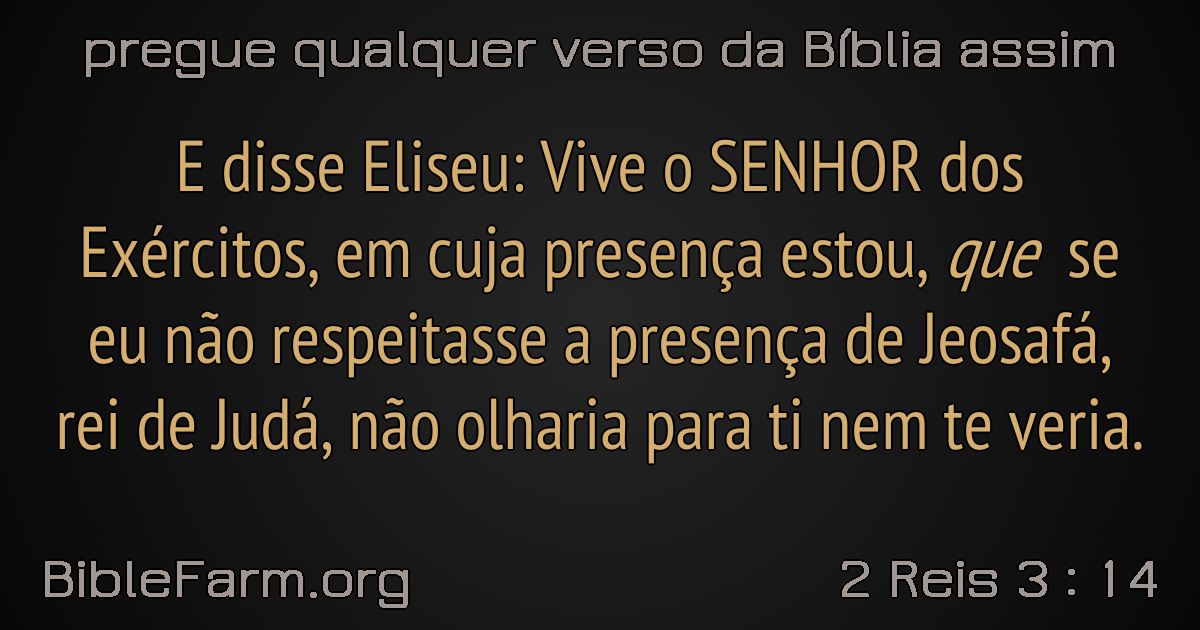 pregue qualquer verso da Bíblia assim
E disse Eliseu: Vive o SENHOR dos
Exércitos, em cuja presença estou, que se
eu não respeitasse a presença de Jeosafá,
rei de Judá, não olharia para ti nem te veria.
BibleFarm.org
2 Reis 3 : 14